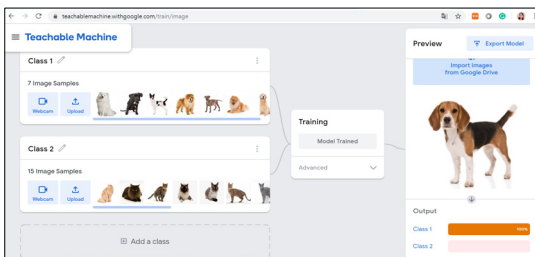 teachablemachine.withgoogle.com/train/image
Teachable Machine
Class 1
7 Image Samples
Webcam
Upload
Class 2
15 Image Samples
Webcam
Upload
Add a class
Training
Model Trained
Advanced
Preview
Export Model
Import images
from Google Drive
Output
Class 1
100%
Class 2